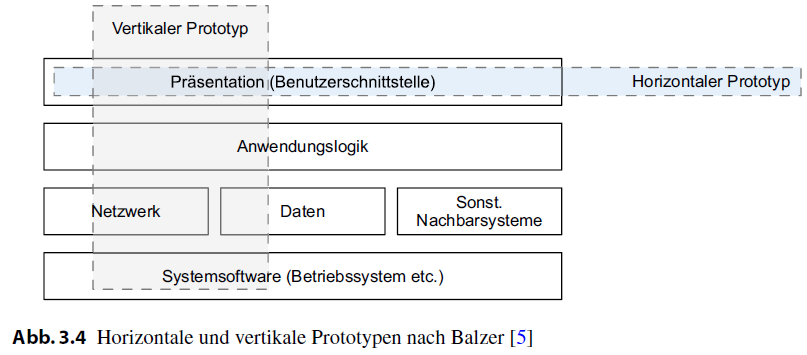 Vertikaler Prototyp
Präsentation (Benutzerschnittstelle)
Horizontaler Prototyp
Anwendungslogik
Netzwerk
Daten
Sonst.
Nachbarsysteme
Systemsoftware (Betriebssystem etc.)
Abb. 3.4 Horizontale und vertikale Prototypen nach Balzer [5]